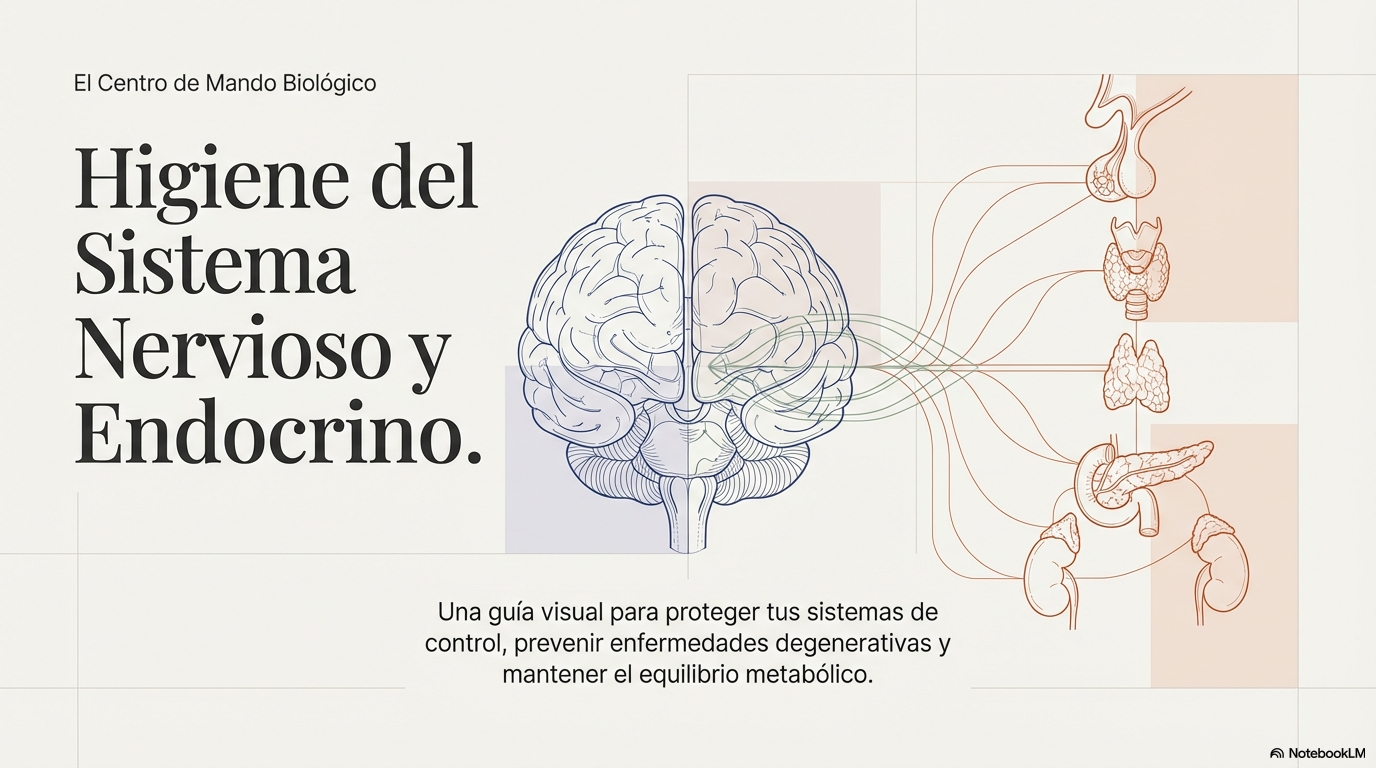 El Centro de Mando Biológico
Higiene del
Sistema
Nervioso y
Endocrino.
Una guía visual para proteger tus sistemas de
control, prevenir enfermedades degenerativas y
mantener el equilibrio metabólico.
NotebookLM